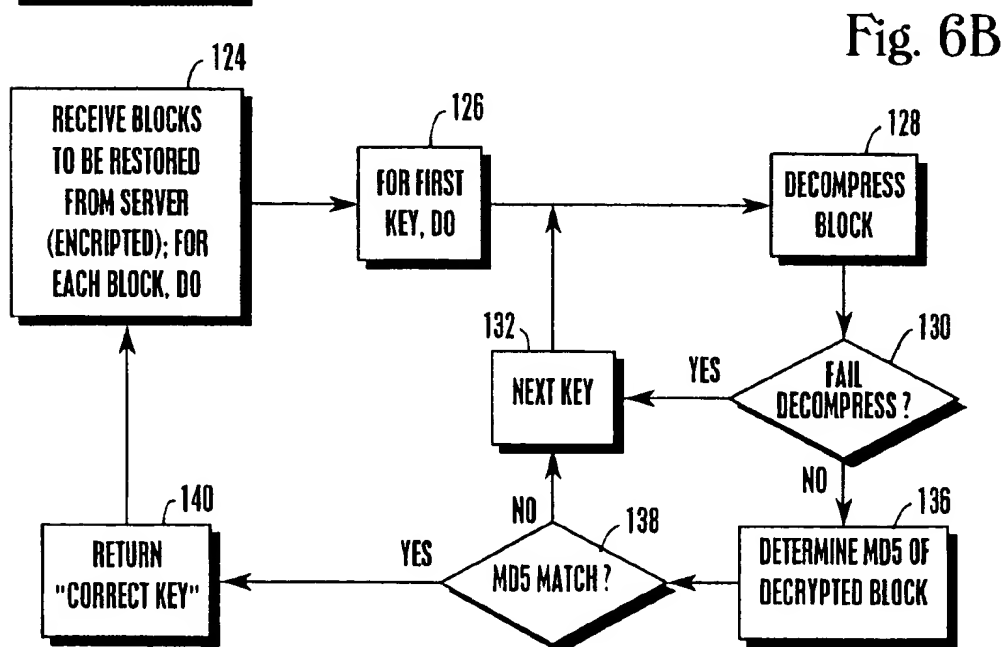 Fig. 6B
124
RECEIVE BLOCKS
TO BE RESTORED
FROM SERVER
(ENCRIPTED); FOR
EACH BLOCK, DO
126
FOR FIRST
KEY, DO
128
DECOMPRESS
BLOCK
130
FAIL
DECOMPRESS ?
YES
132
NEXT KEY
NO
136
DETERMINE MD5 OF
DECRYPTED BLOCK
138
MD5 MATCH ?
NO
YES
140
RETURN
"CORRECT KEY"